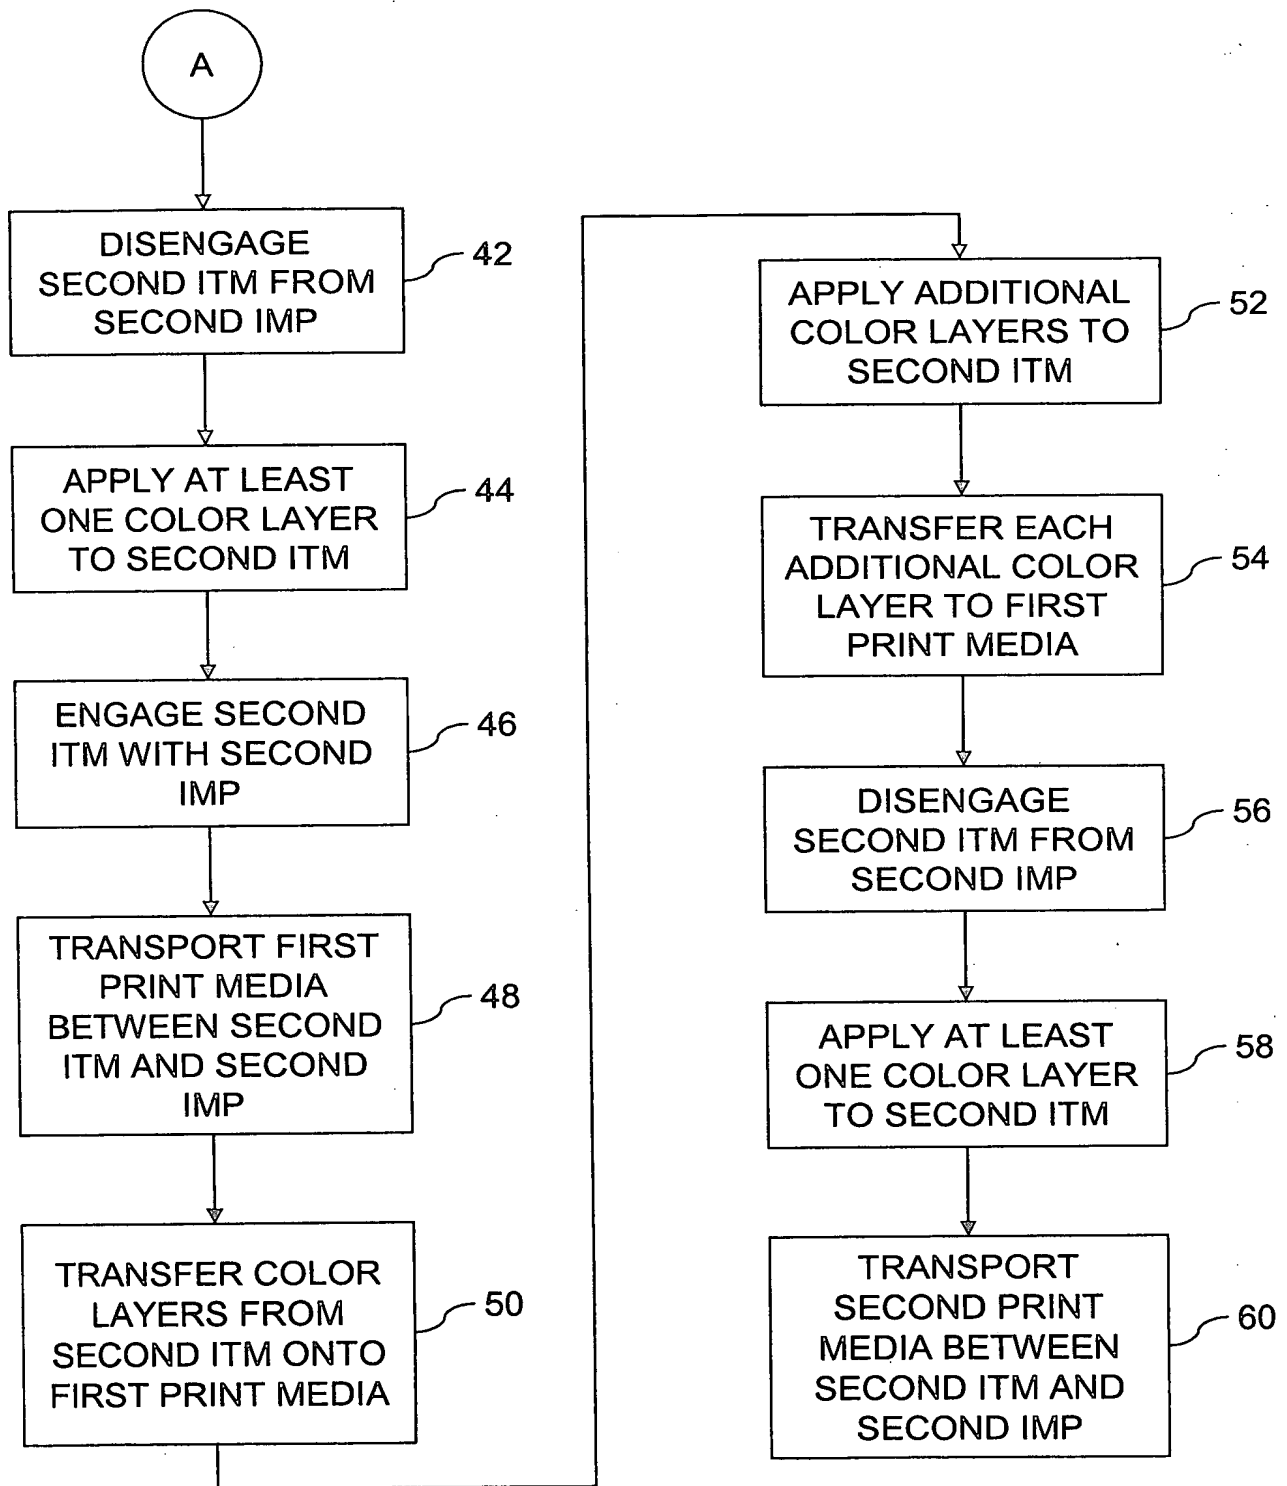 A
DISENGAGE
SECOND ITM FROM
SECOND IMP
42
APPLY AT LEAST
ONE COLOR LAYER
TO SECOND ITM
44
ENGAGE SECOND
ITM WITH SECOND
IMP
46
TRANSPORT FIRST
PRINT MEDIA
BETWEEN SECOND
ITM AND SECOND
IMP
48
TRANSFER COLOR
LAYERS FROM
SECOND ITM ONTO
FIRST PRINT MEDIA
50
APPLY ADDITIONAL
COLOR LAYERS TO
SECOND ITM
52
TRANSFER EACH
ADDITIONAL COLOR
LAYER TO FIRST
PRINT MEDIA
54
DISENGAGE
SECOND ITM FROM
SECOND IMP
56
APPLY AT LEAST
ONE COLOR LAYER
TO SECOND ITM
58
TRANSPORT
SECOND PRINT
MEDIA BETWEEN
SECOND ITM AND
SECOND IMP
60